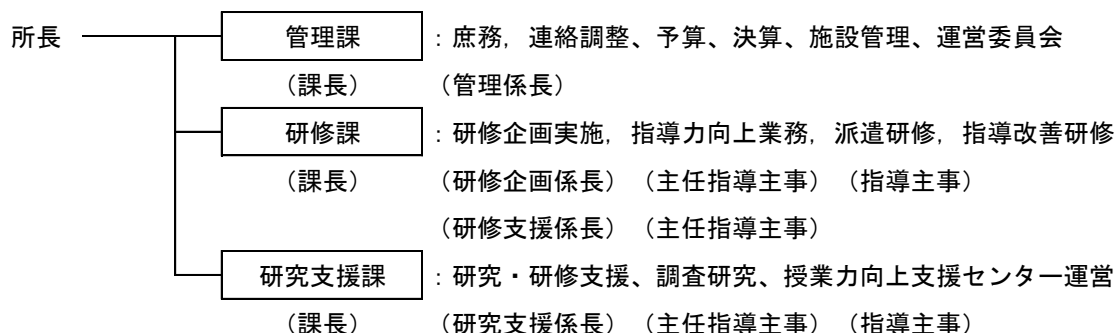 所長 管理課 :庶務，連絡調整、予算、決算、施設管理、運営委員会
（課長） （管理係長）
研修課 :研修企画実施，指導力向上業務，派遣研修，指導改善研修
（課長） （研修企画係長）（主任指導主事）（指導主事）
（研修支援係長）（主任指導主事）
研究支援課 :研究・研修支援、調査研究、授業力向上支援センター運営
（課長） （研究支援係長）（主任指導主事）（指導主事）